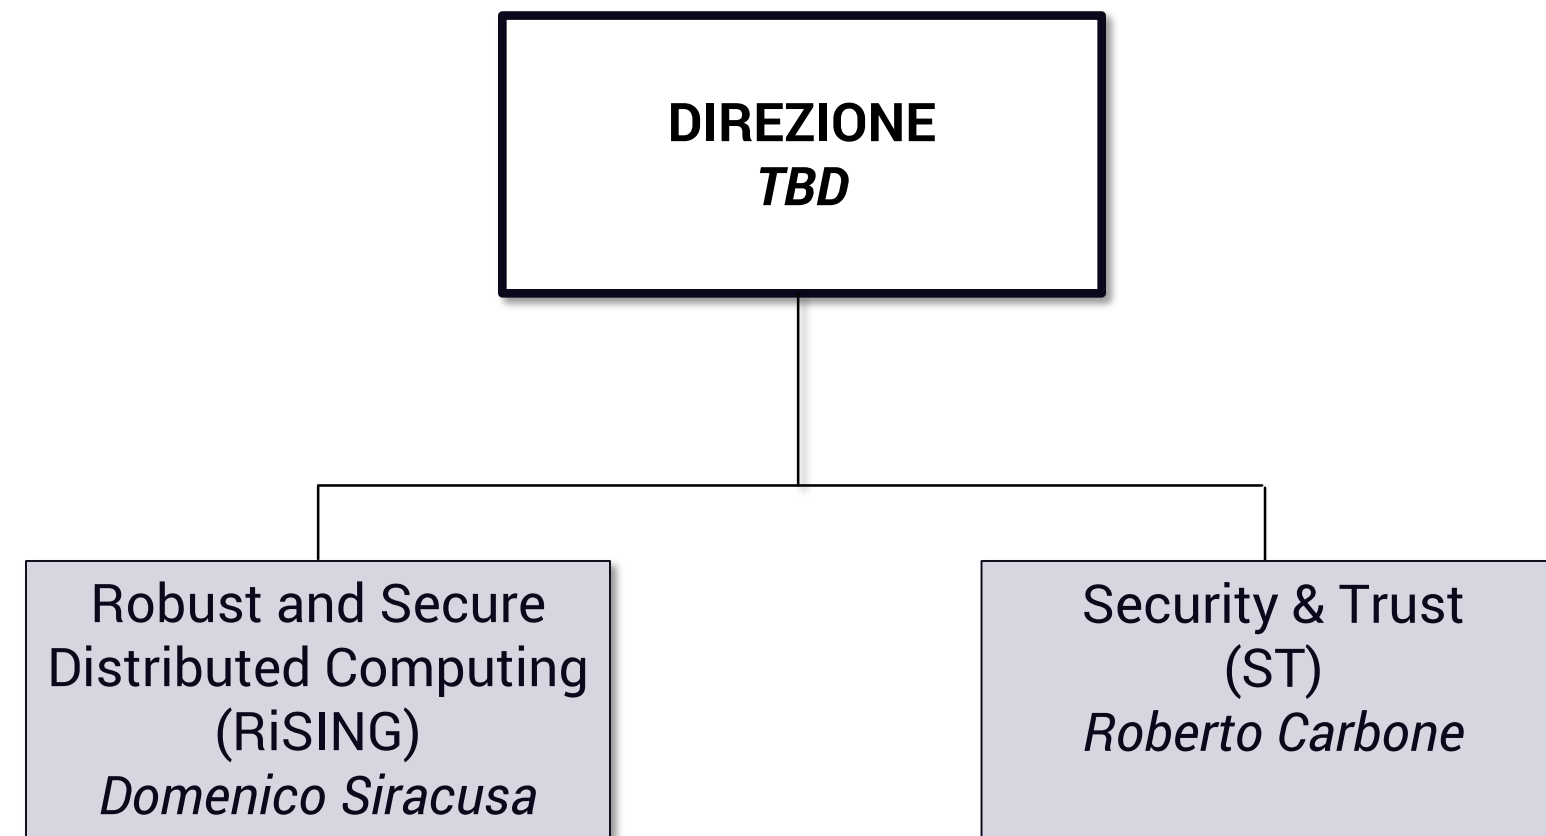 DIREZIONE
TBD
Robust and Secure
Distributed Computing
(RiSING)
Domenico Siracusa
Security & Trust
(ST)
Roberto Carbone